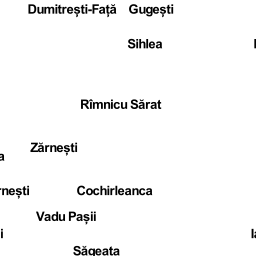 Dumitrești-Față Gugești
Sihlea
Rîmnicu Sărat
Zărnești
Cochirleanca
Vadu Pașii
Săgeata